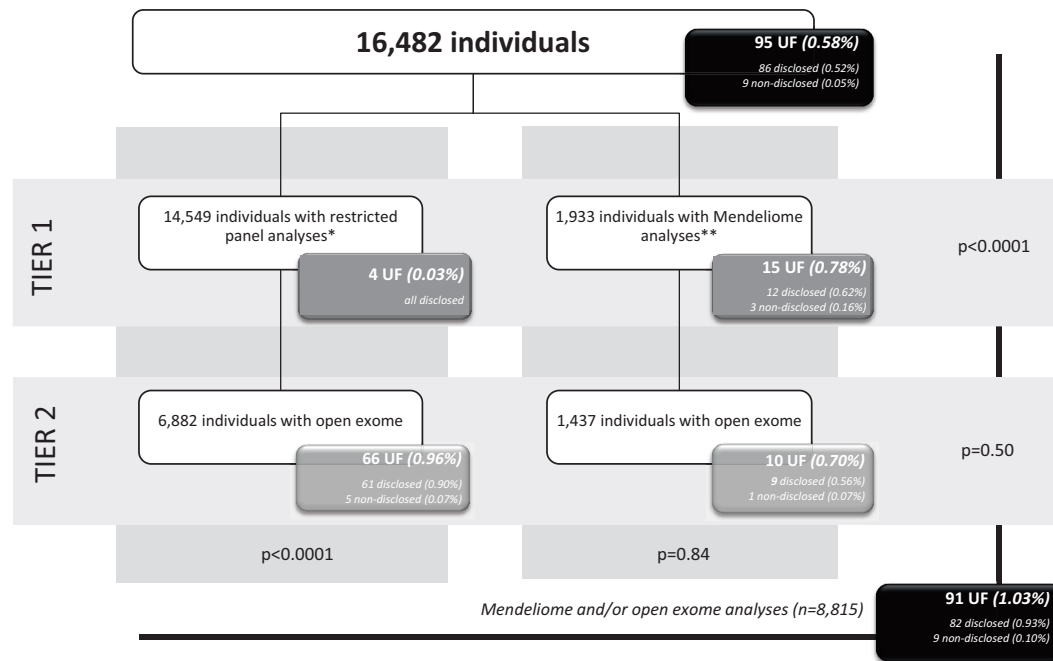 16,482 individuals
95 UF (0.58%)
86 disclosed (0.52%)
9 non-disclosed (0.05%)
TIER 1
14,549 individuals with restricted
panel analyses*
4 UF (0.03%)
all disclosed
1,933 individuals with Mendeliome
analyses**
15 UF (0.78%)
12 disclosed (0.62%)
3 non-disclosed (0.16%)
p<0.0001
TIER 2
6,882 individuals with open exome
66 UF (0.96%)
61 disclosed (0.90%)
5 non-disclosed (0.07%)
1,437 individuals with open exome
10 UF (0.70%)
9 disclosed (0.56%)
1 non-disclosed (0.07%)
p=0.50
p<0.0001
p=0.84
Mendeliome and/or open exome analyses (n=8,815)
91 UF (1.03%)
82 disclosed (0.93%)
9 non-disclosed (0.10%)